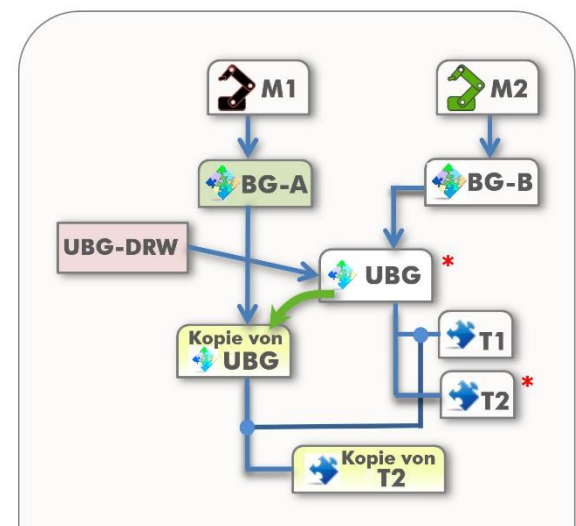 M1
M2
BG-A
BG-B
UBG-DRW
UBG *
Kopie von
UBG
T1
T2 *
Kopie von
T2